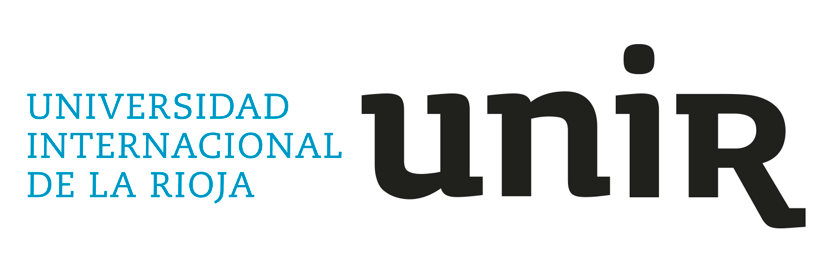 UNIVERSIDAD
INTERNACIONAL
DE LA RIOJA
uniR